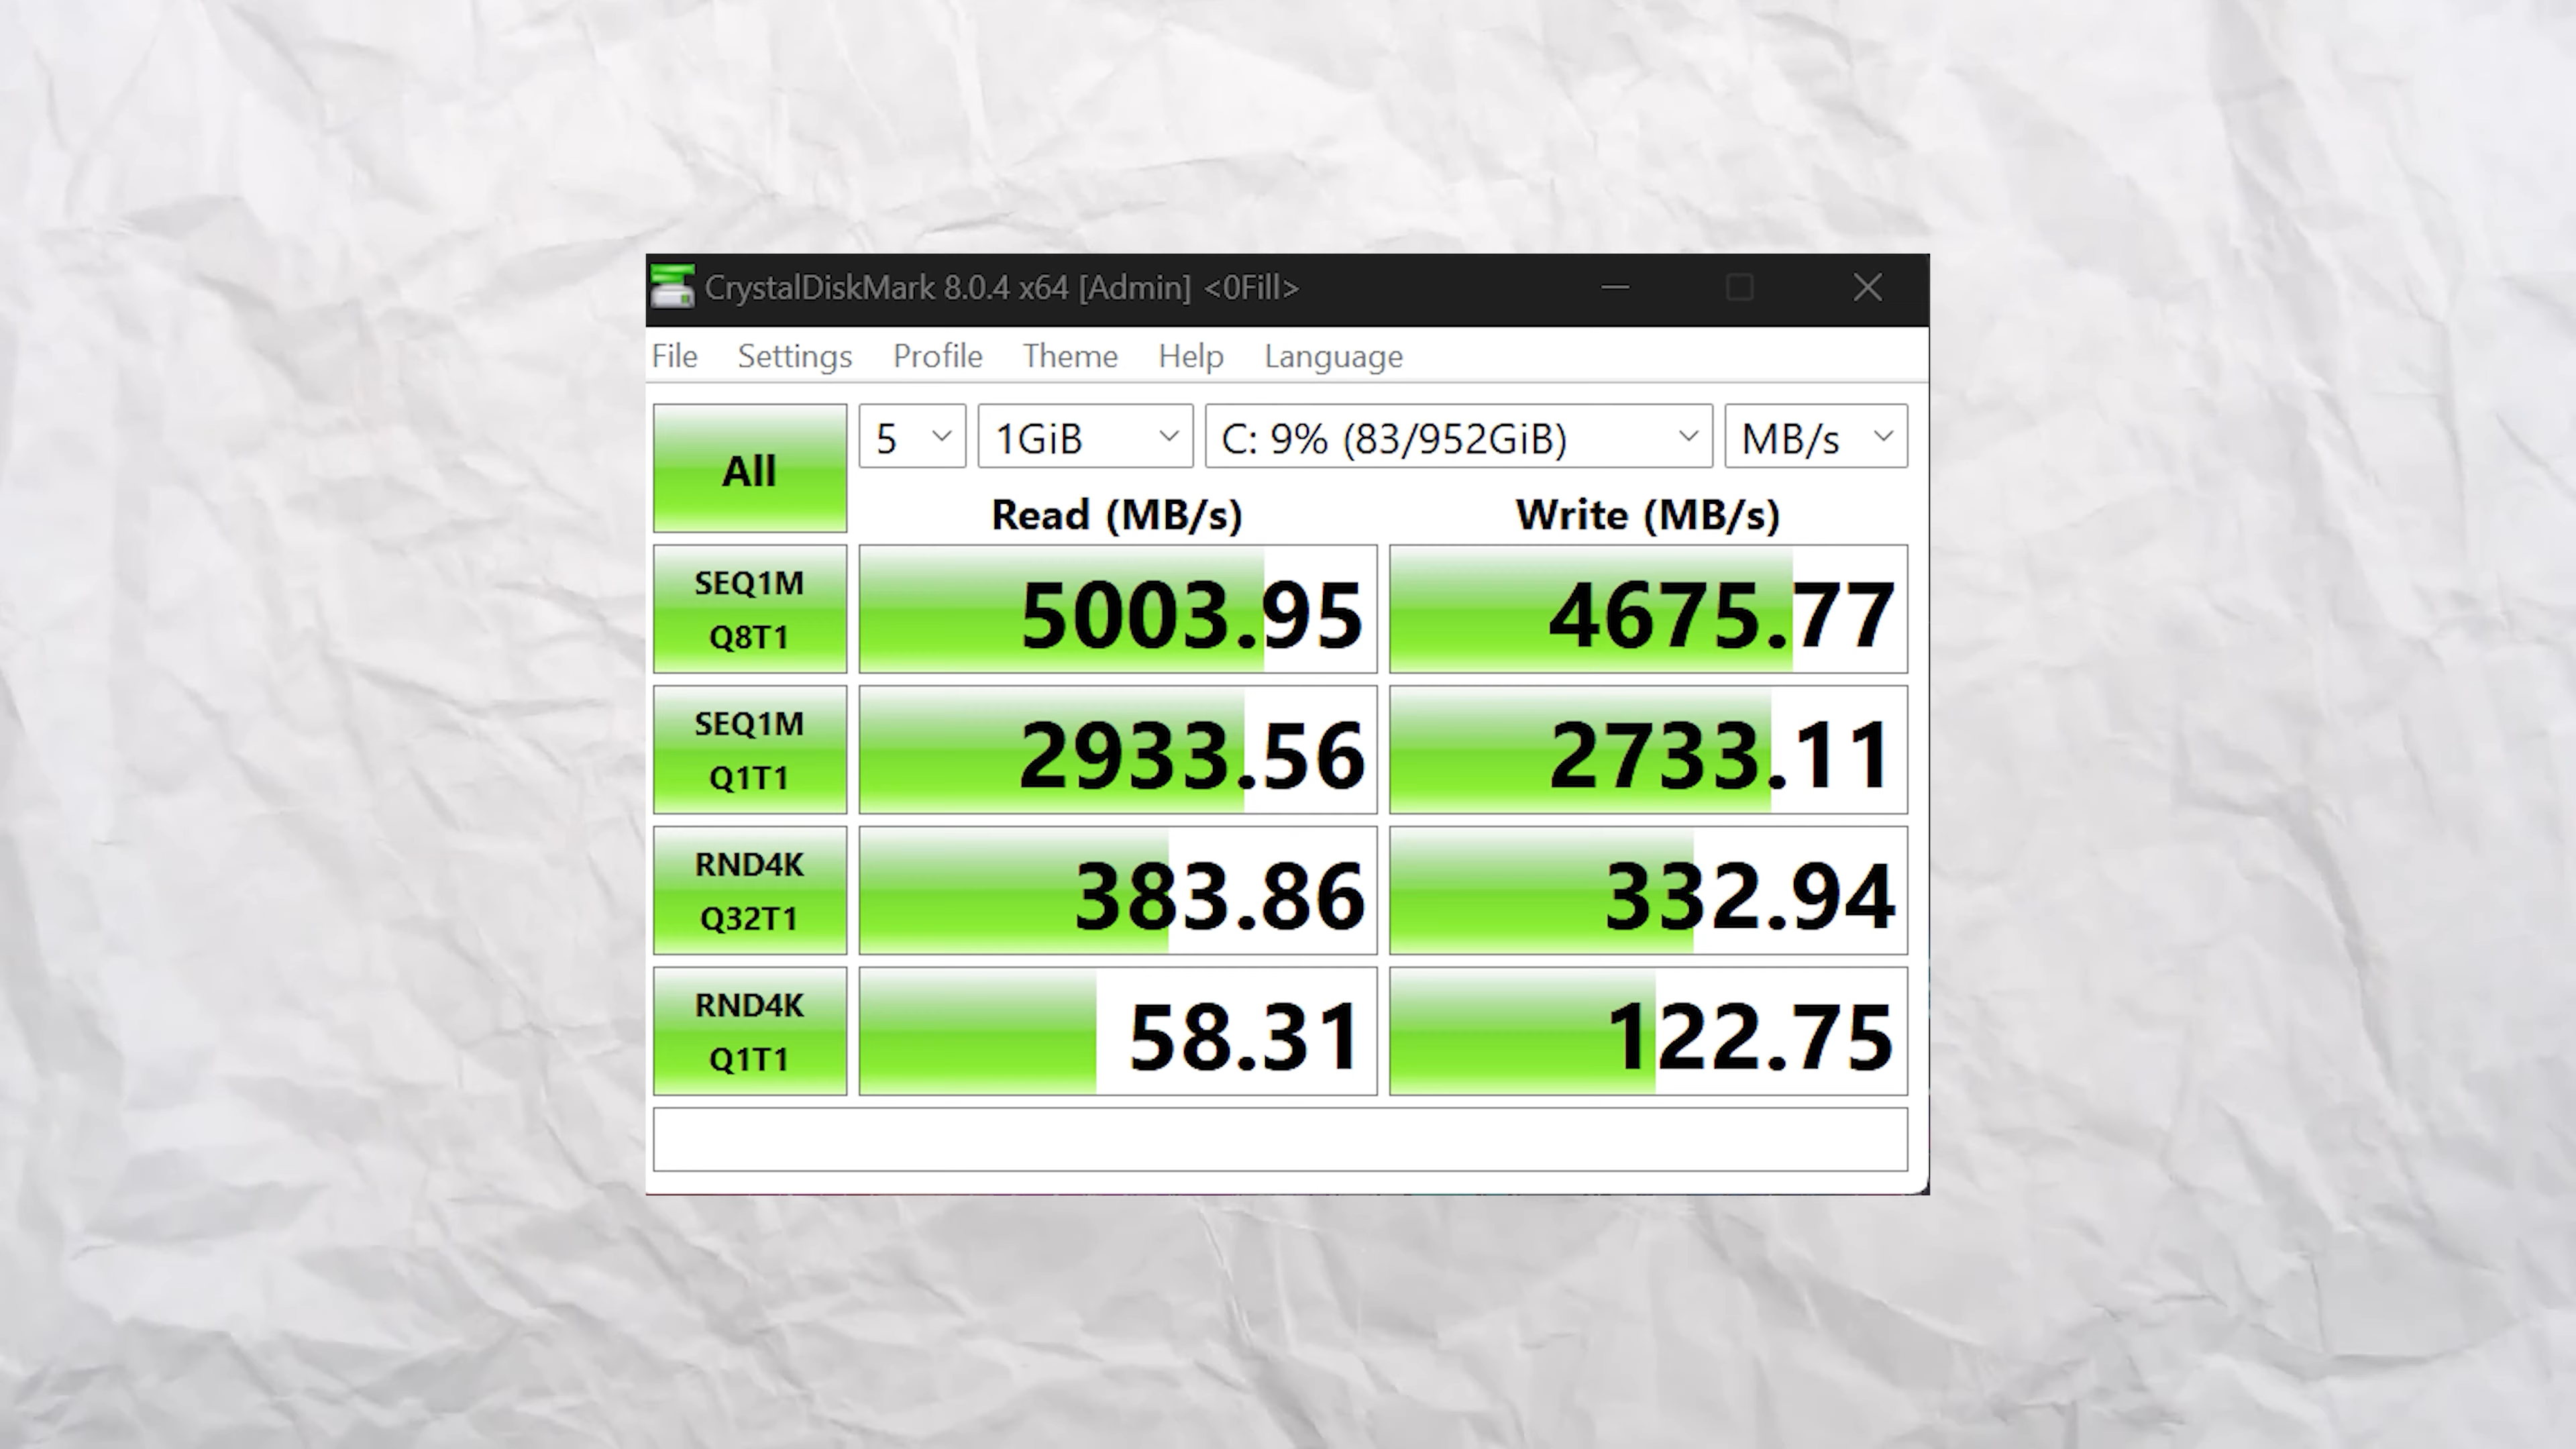 CrystalDiskMark 8.0.4 x64 [Admin] <0Fill>
File Settings Profile Theme Help Language
All 5 1GiB C: 9% (83/952GiB) MB/s
Read (MB/s) Write (MB/s)
SEQ1M
Q8T1 5003.95 4675.77
SEQ1M
Q1T1 2933.56 2733.11
RND4K
Q32T1 383.86 332.94
RND4K
Q1T1 58.31 122.75